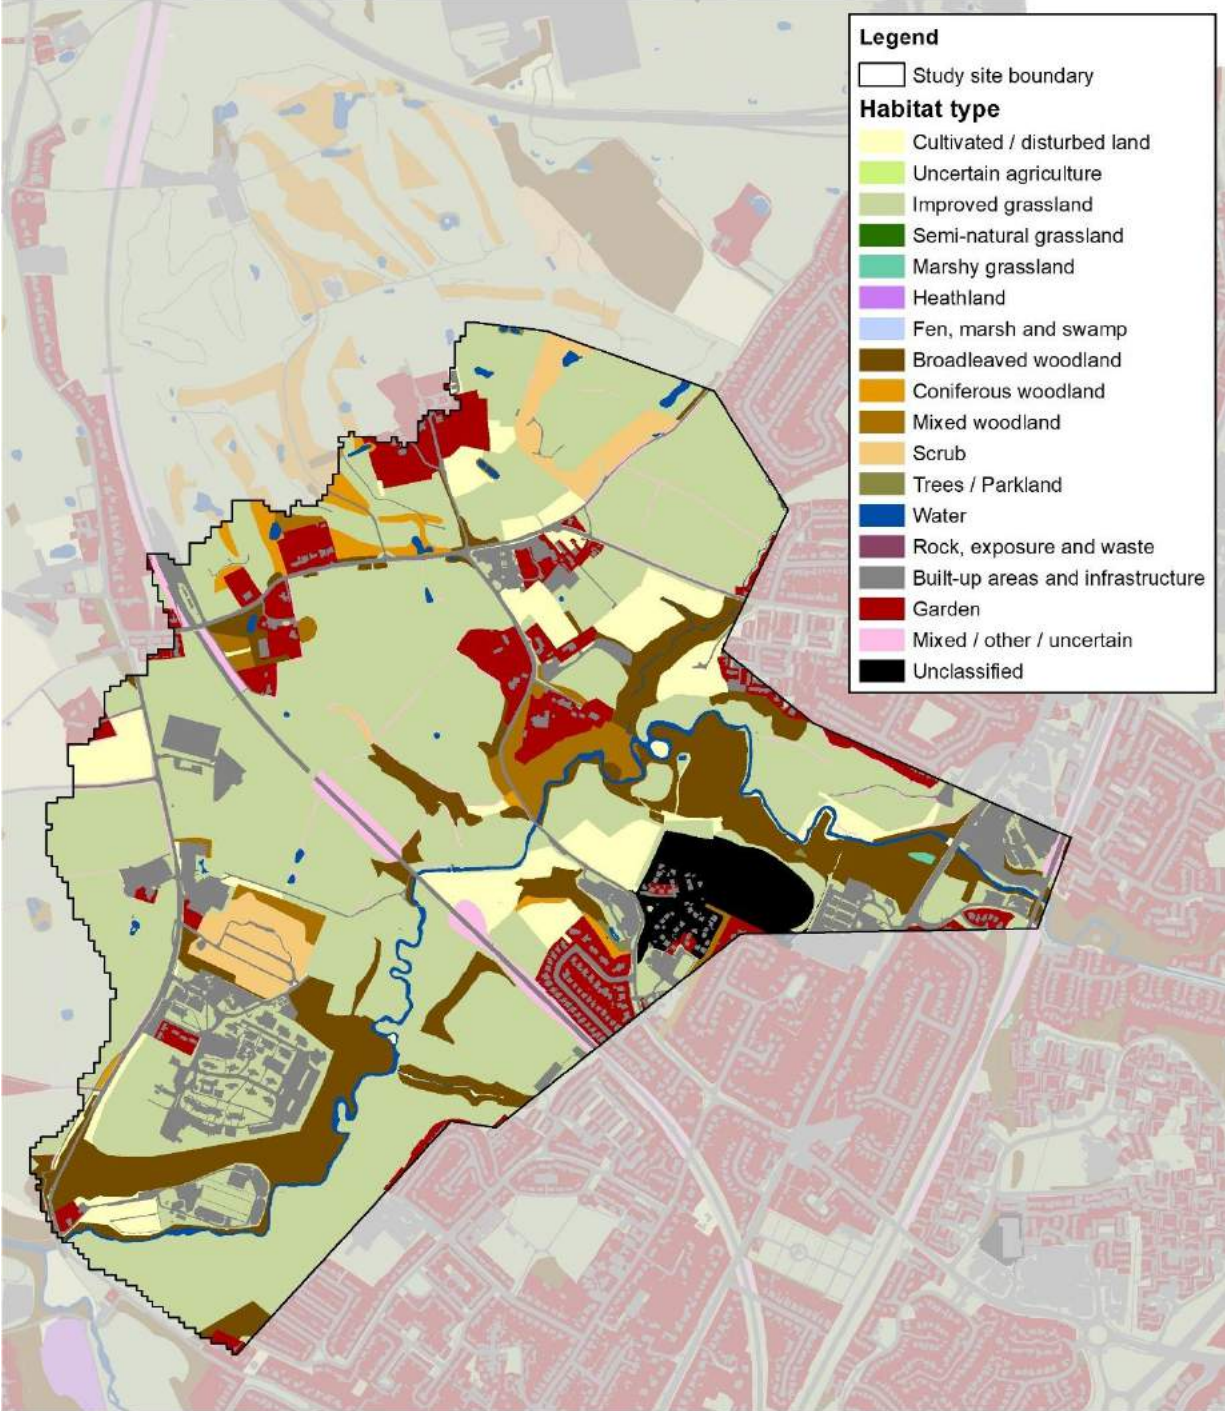 Legend
Study site boundary
Habitat type
Cultivated / disturbed land
Uncertain agriculture
Improved grassland
Semi-natural grassland
Marshy grassland
Heathland
Fen, marsh and swamp
Broadleaved woodland
Coniferous woodland
Mixed woodland
Scrub
Trees / Parkland
Water
Rock, exposure and waste
Built-up areas and infrastructure
Garden
Mixed / other / uncertain
Unclassified